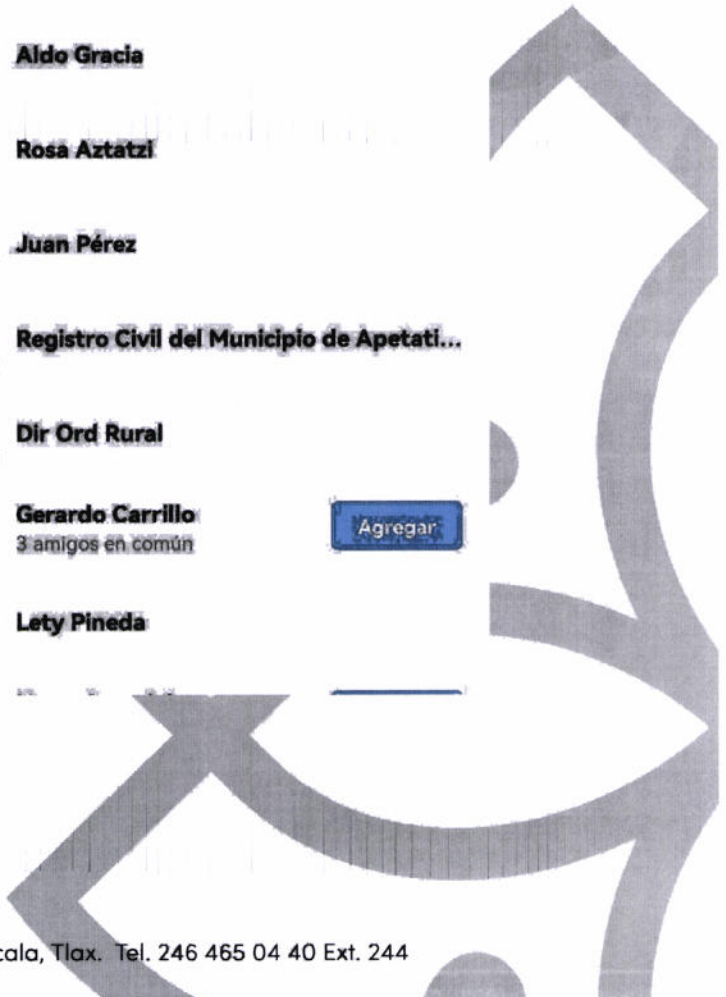 Aldo Gracia
Rosa Aztatzi
Juan Pérez
Registro Civil del Municipio de Apetati...
Dir Ord Rural
Gerardo Carrillo
3 amigos en común
Agregar
Lety Pineda
cala, Tlax. Tel. 246 465 04 40 Ext. 244